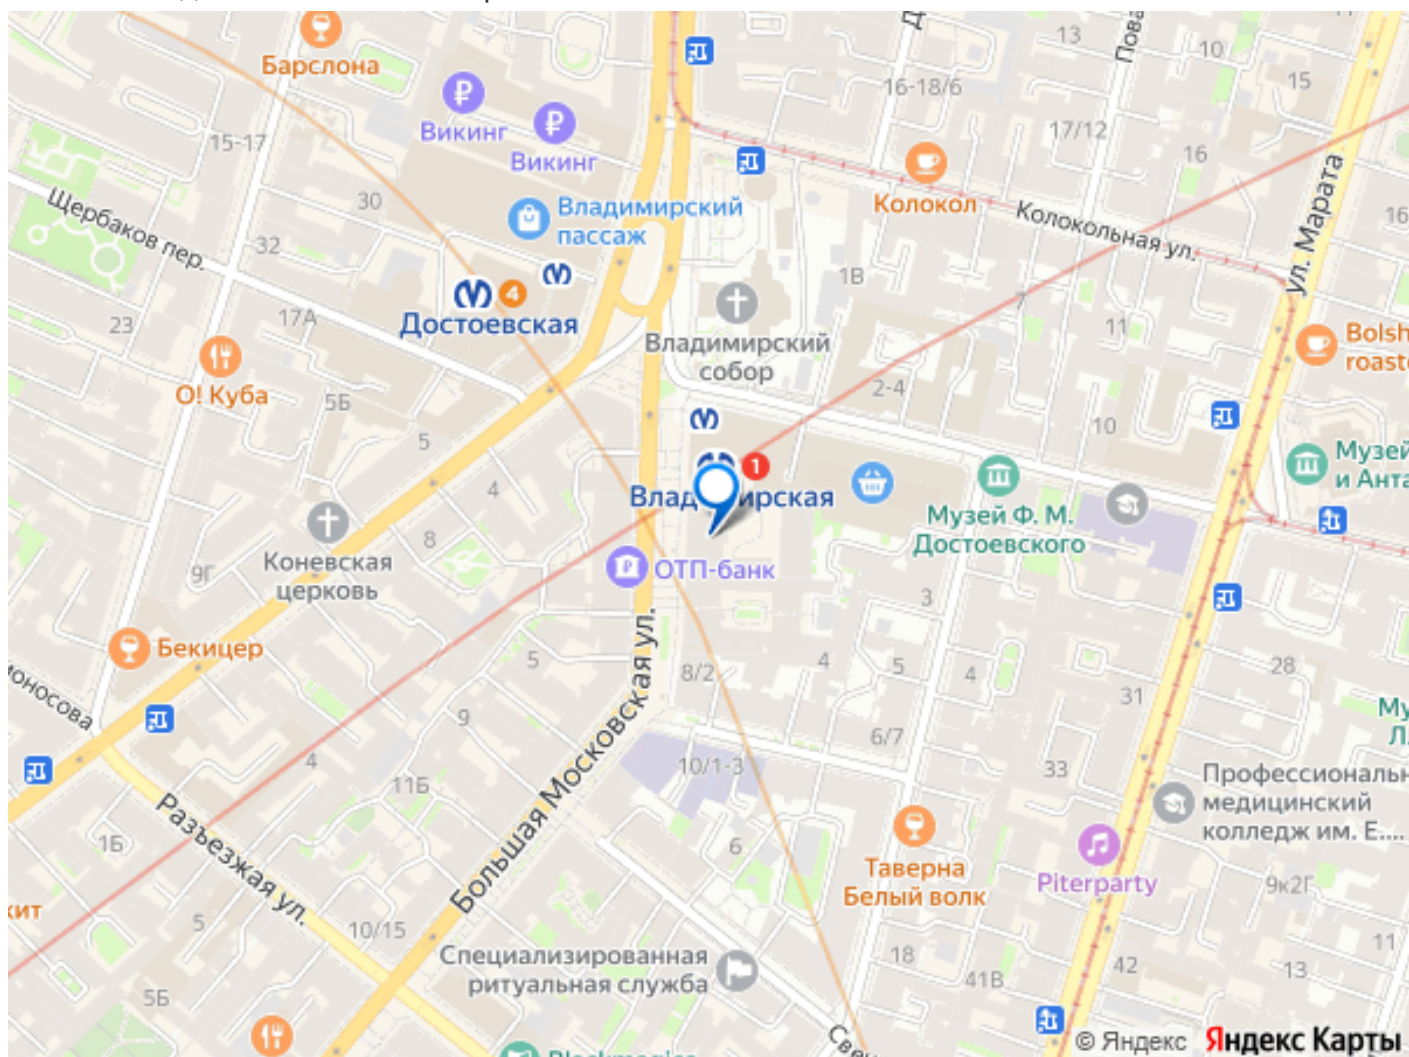 Барслона
13
10
15
Викинг
Викинг
16-18/6
17/12
16
15-17
Щербаков пер.
30
32
Владимирский
пассаж
Колокол
Колокольная ул.
ул. Марата
16
4
Достоевская
17А
23
1В
7
11
Владимирский
собор
О! Куба
5Б
5
2-4
10
1
Владимирская
4
8
9Г
Коневская
церковь
ОТП-банк
Музей Ф. М.
Достоевского
Бекицер
5
9
4
11Б
1Б
Разъезжая ул.
Большая Московская ул.
8/2
4
5
3
4
6/7
10/1-3
6
31
33
28
Профессиональн
медицинский
колледж им. Е....
Таверна
Белый волк
Piterparty
9к2Г
5
10/15
5Б
Специализированная
ритуальная служба
18
41В
42
13
11
© Яндекс Яндекс Карты